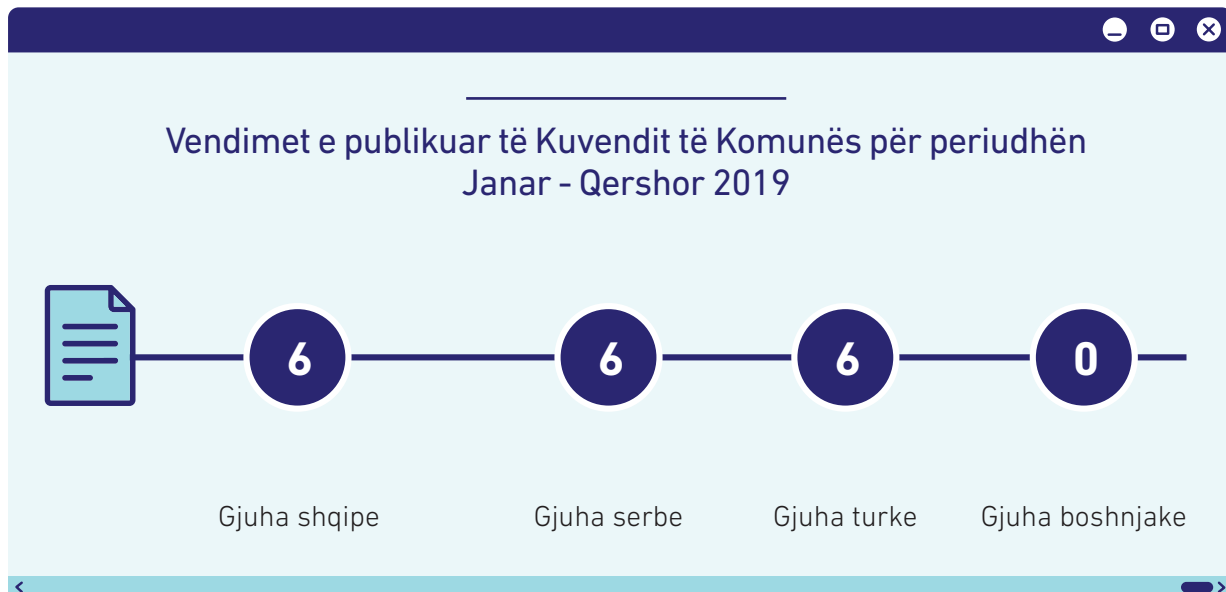 Vendimet e publikuar të Kuvendit të Komunës për periudhën
Janar - Qershor 2019
6 6 6 0
Gjuha shqipe Gjuha serbe Gjuha turke Gjuha boshnjake